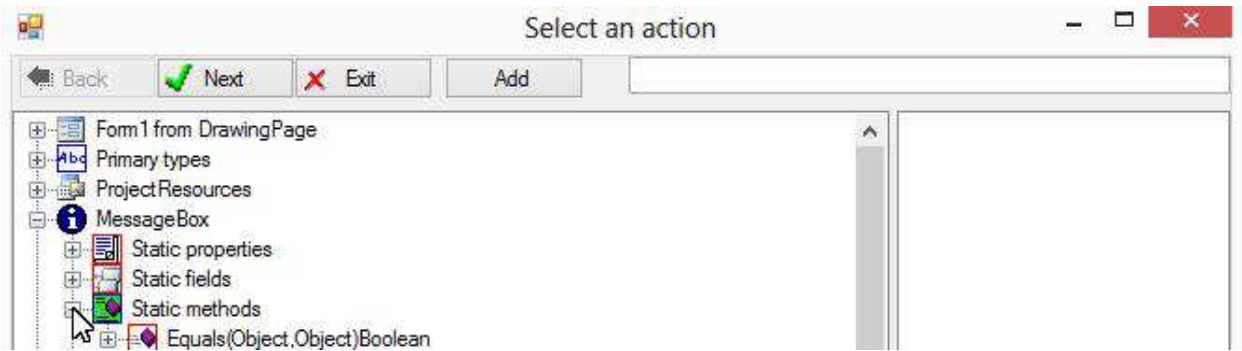 Select an action
Back Next Exit Add
Form1 from DrawingPage
Abc Primary types
ProjectResources
MessageBox
Static properties
Static fields
Static methods
Equals(Object,Object)Boolean